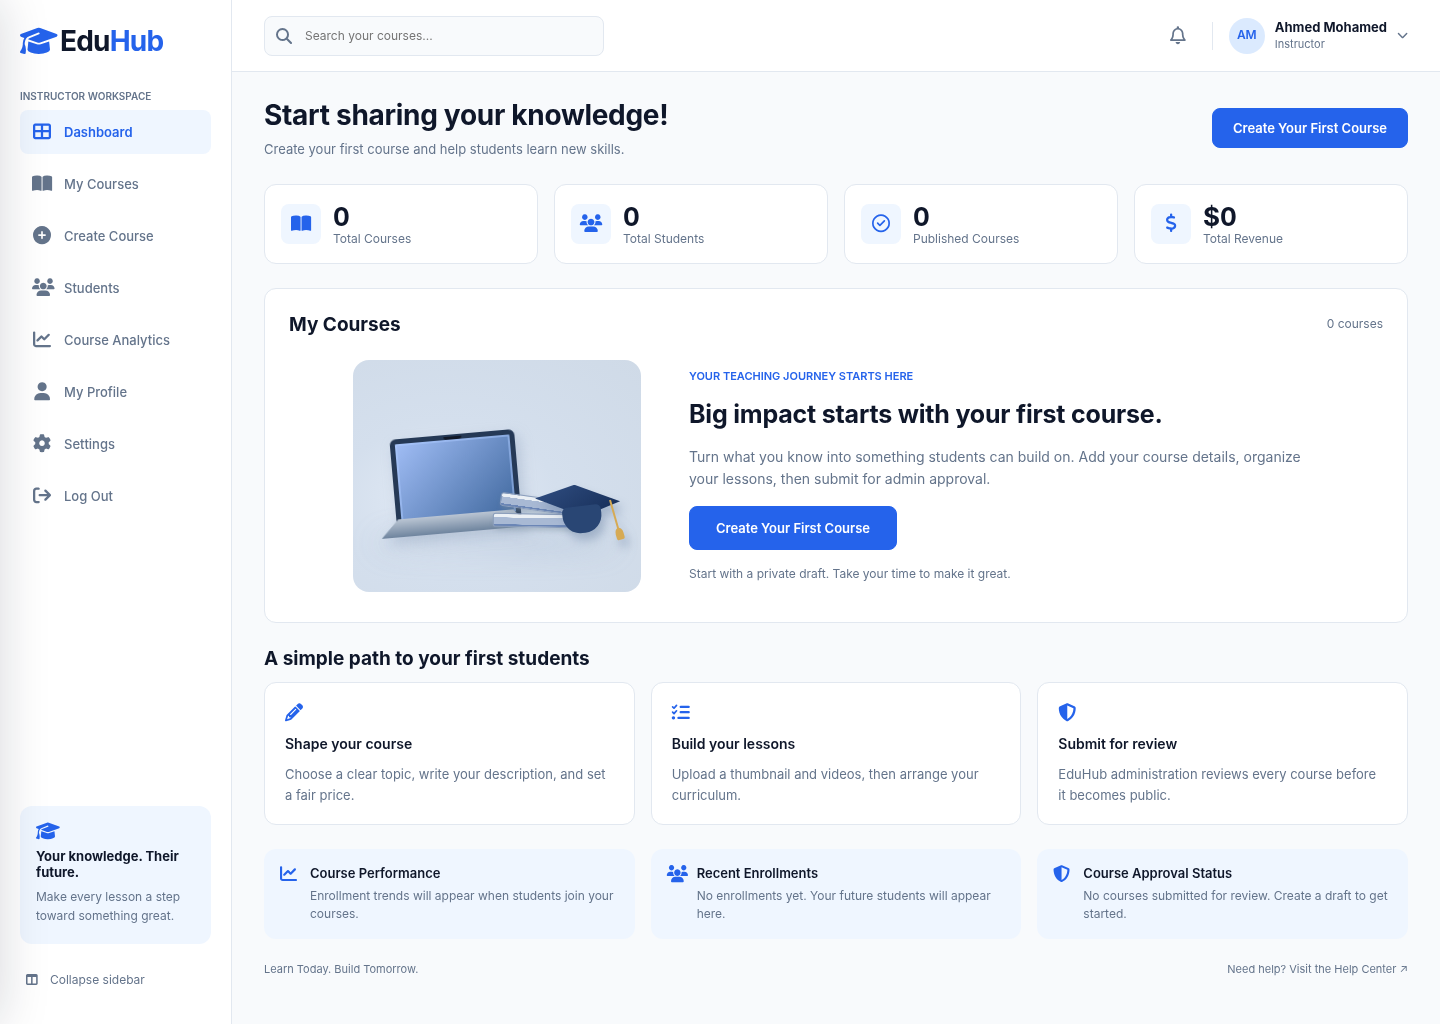 EduHub
INSTRUCTOR WORKSPACE
Dashboard
My Courses
Create Course
Students
Course Analytics
My Profile
Settings
Log Out
Your knowledge. Their
future.
Make every lesson a step
toward something great.
Collapse sidebar
Search your courses...
AM
Ahmed Mohamed
Instructor
Start sharing your knowledge!
Create your first course and help students learn new skills.
Create Your First Course
0
Total Courses
0
Total Students
0
Published Courses
$0
Total Revenue
My Courses
0 courses
YOUR TEACHING JOURNEY STARTS HERE
Big impact starts with your first course.
Turn what you know into something students can build on. Add your course details, organize
your lessons, then submit for admin approval.
Create Your First Course
Start with a private draft. Take your time to make it great.
A simple path to your first students
Shape your course
Choose a clear topic, write your description, and set
a fair price.
Build your lessons
Upload a thumbnail and videos, then arrange your
curriculum.
Submit for review
EduHub administration reviews every course before
it becomes public.
Course Performance
Enrollment trends will appear when students join your
courses.
Recent Enrollments
No enrollments yet. Your future students will appear
here.
Course Approval Status
No courses submitted for review. Create a draft to get
started.
Learn Today. Build Tomorrow.
Need help? Visit the Help Center ↗